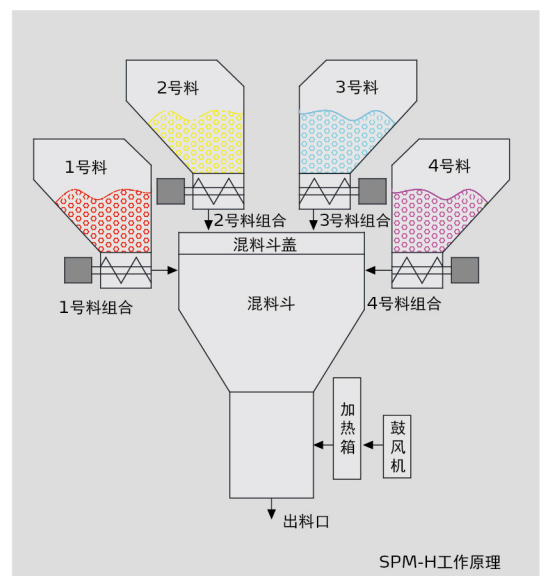 2号料
3号料
1号料
4号料
2号料组合
3号料组合
混料斗盖
1号料组合
混料斗
4号料组合
加热箱
鼓风机
出料口
SPM-H工作原理